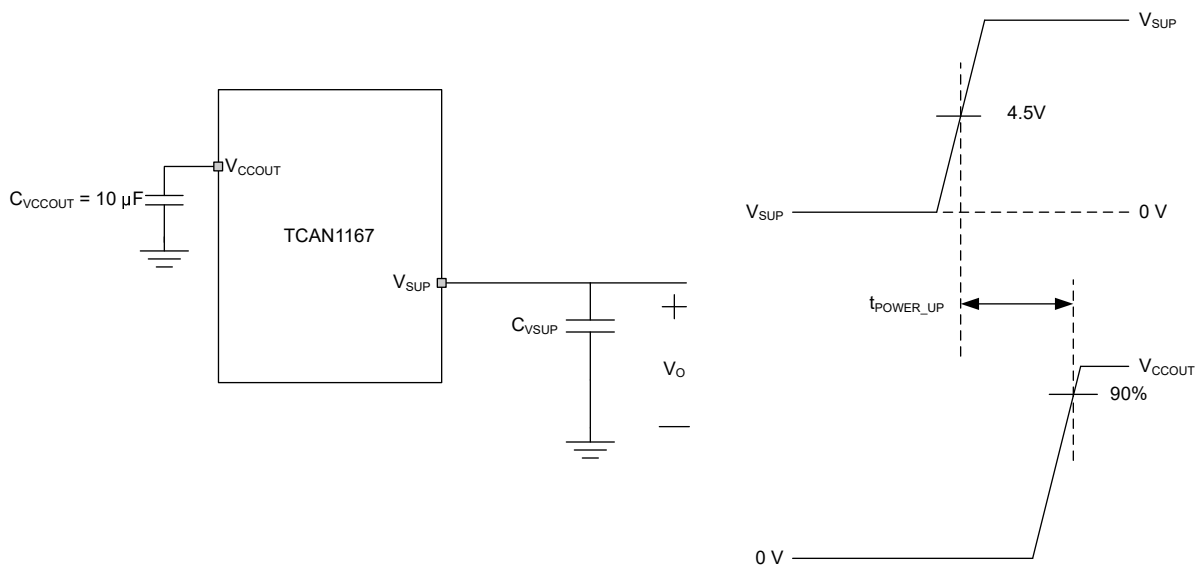 V_CCOUT
C_VCCOUT = 10 µF
TCAN1167
V_SUP
C_VSUP
+
V_O
—
V_SUP
4.5V
V_SUP
0 V
t_POWER_UP
V_CCOUT
90%
0 V